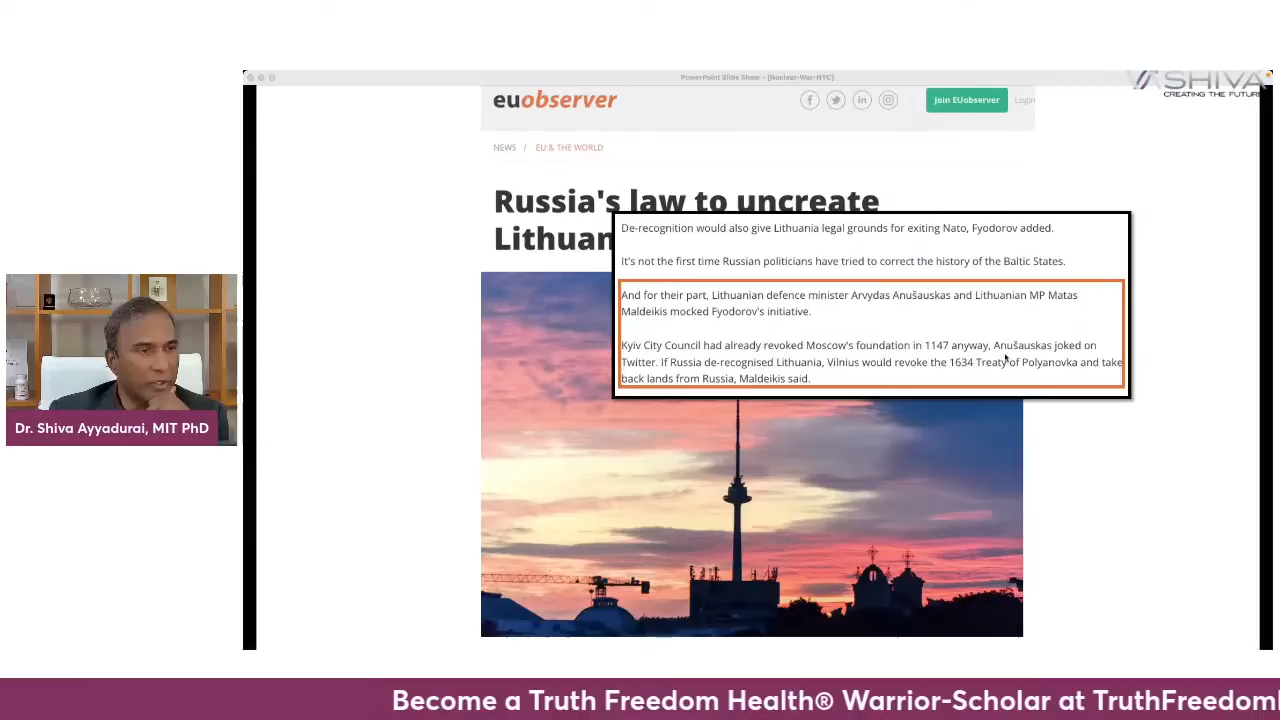 PowerPoint Slide Show - [Nuclear-War-NYC]
SHIVA
CREATING THE FUTUR
euobserver
Join EUobserver
Login
NEWS / EU & THE WORLD
Russia's law to uncreate
Lithuan
De-recognition would also give Lithuania legal grounds for exiting Nato, Fyodorov added.
It's not the first time Russian politicians have tried to correct the history of the Baltic States.
And for their part, Lithuanian defence minister Arvydas Anušauskas and Lithuanian MP Matas
Maldeikis mocked Fyodorov's initiative.
Kyiv City Council had already revoked Moscow's foundation in 1147 anyway, Anušauskas joked on
Twitter. If Russia de-recognised Lithuania, Vilnius would revoke the 1634 Treaty of Polyanovka and take
back lands from Russia, Maldeikis said.
Dr. Shiva Ayyadurai, MIT PhD
Become a Truth Freedom Health® Warrior-Scholar at TruthFreedom